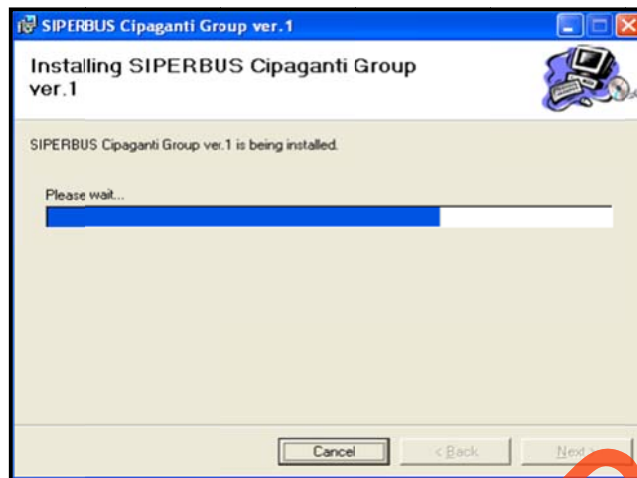 SIPERBUS Cipaganti Group ver.1
Installing SIPERBUS Cipaganti Group
ver.1
SIPERBUS Cipaganti Group ver.1 is being installed.
Please wait...
Cancel
< Back
Next >